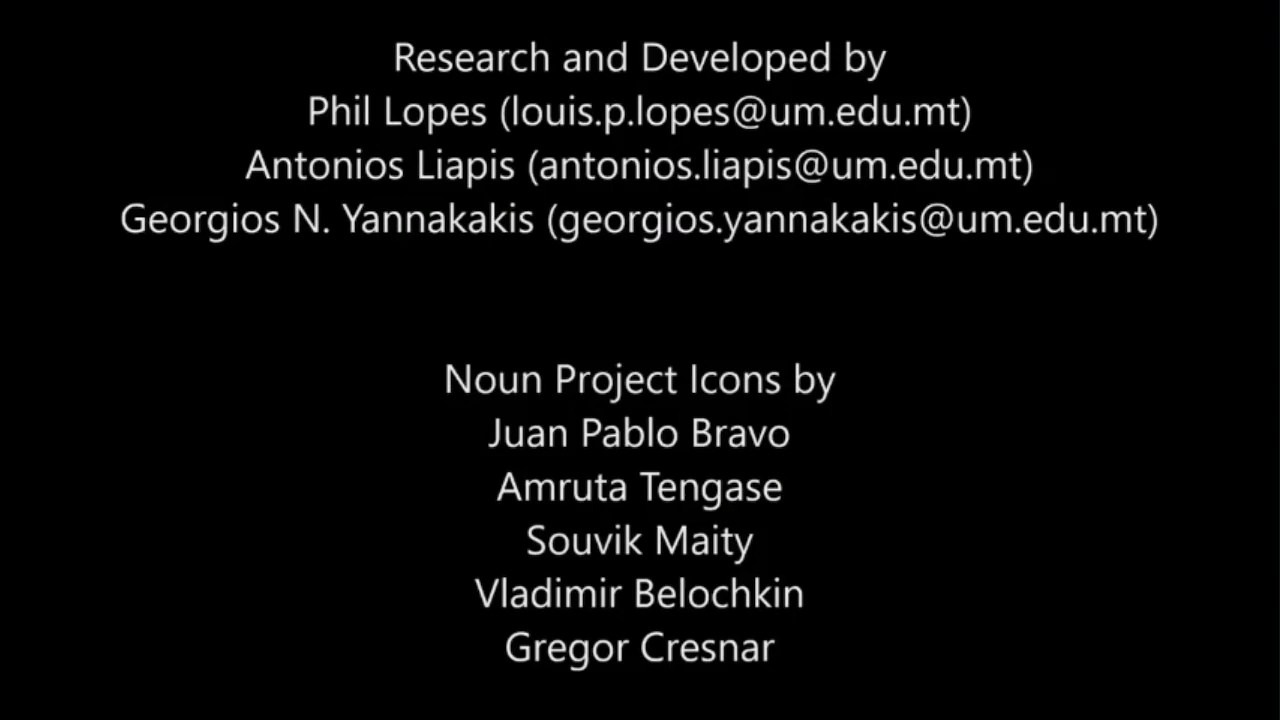 Research and Developed by
Phil Lopes (louis.p.lopes@um.edu.mt)
Antonios Liapis (antonios.liapis@um.edu.mt)
Georgios N. Yannakakis (georgios.yannakakis@um.edu.mt)
Noun Project Icons by
Juan Pablo Bravo
Amruta Tengase
Souvik Maity
Vladimir Belochkin
Gregor Cresnar